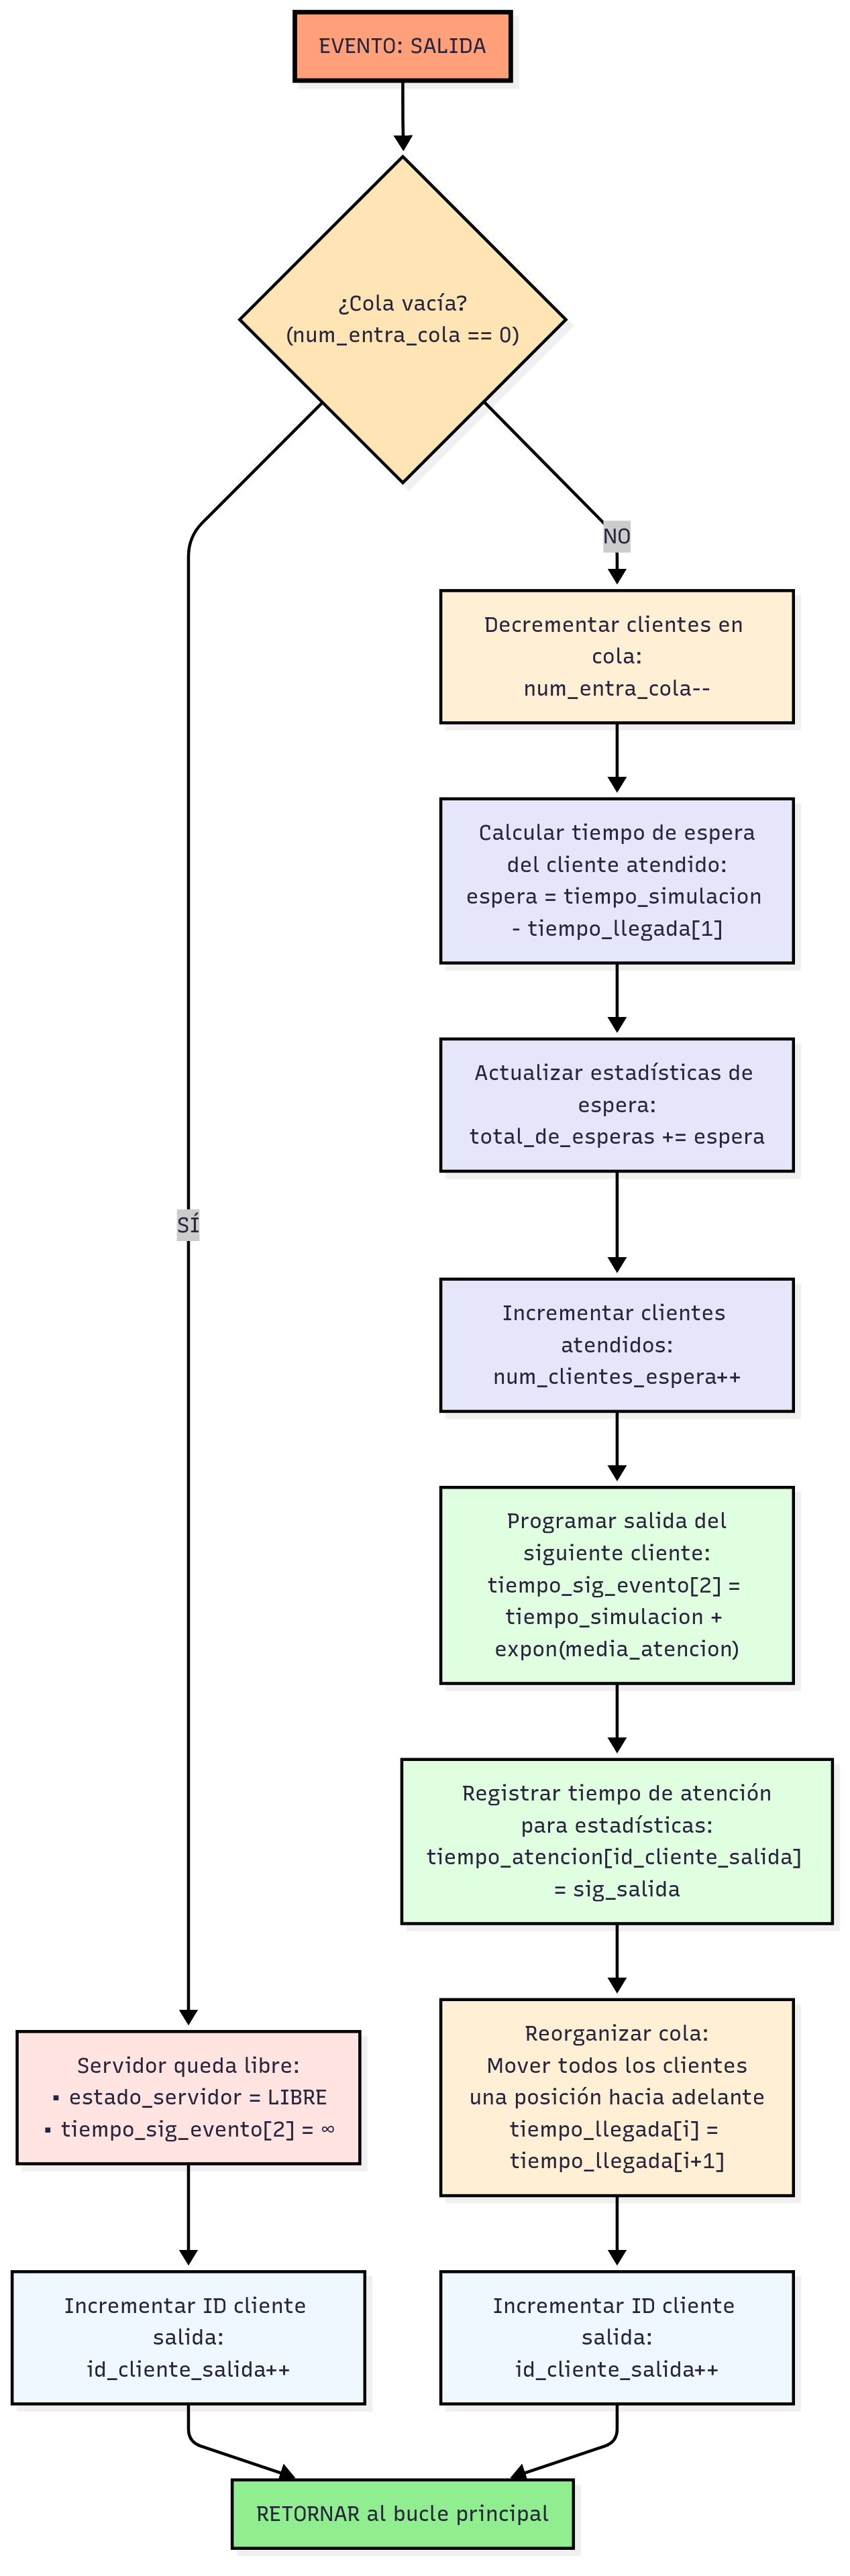 EVENTO: SALIDA
¿Cola vacía?
(num_entra_cola == 0)
NO
Decrementar clientes en
cola:
num_entra_cola--
Calcular tiempo de espera
del cliente atendido:
espera = tiempo_simulacion
- tiempo_llegada[1]
Actualizar estadísticas de
espera:
total_de_esperas += espera
SÍ
Incrementar clientes
atendidos:
num_clientes_espera++
Programar salida del
siguiente cliente:
tiempo_sig_evento[2] =
tiempo_simulacion +
expon(media_atencion)
Registrar tiempo de atención
para estadísticas:
tiempo_atencion[id_cliente_salida]
= sig_salida
Servidor queda libre:
▪ estado_servidor = LIBRE
▪ tiempo_sig_evento[2] = ∞
Reorganizar cola:
Mover todos los clientes
una posición hacia adelante
tiempo_llegada[i] =
tiempo_llegada[i+1]
Incrementar ID cliente
salida:
id_cliente_salida++
Incrementar ID cliente
salida:
id_cliente_salida++
RETORNAR al bucle principal